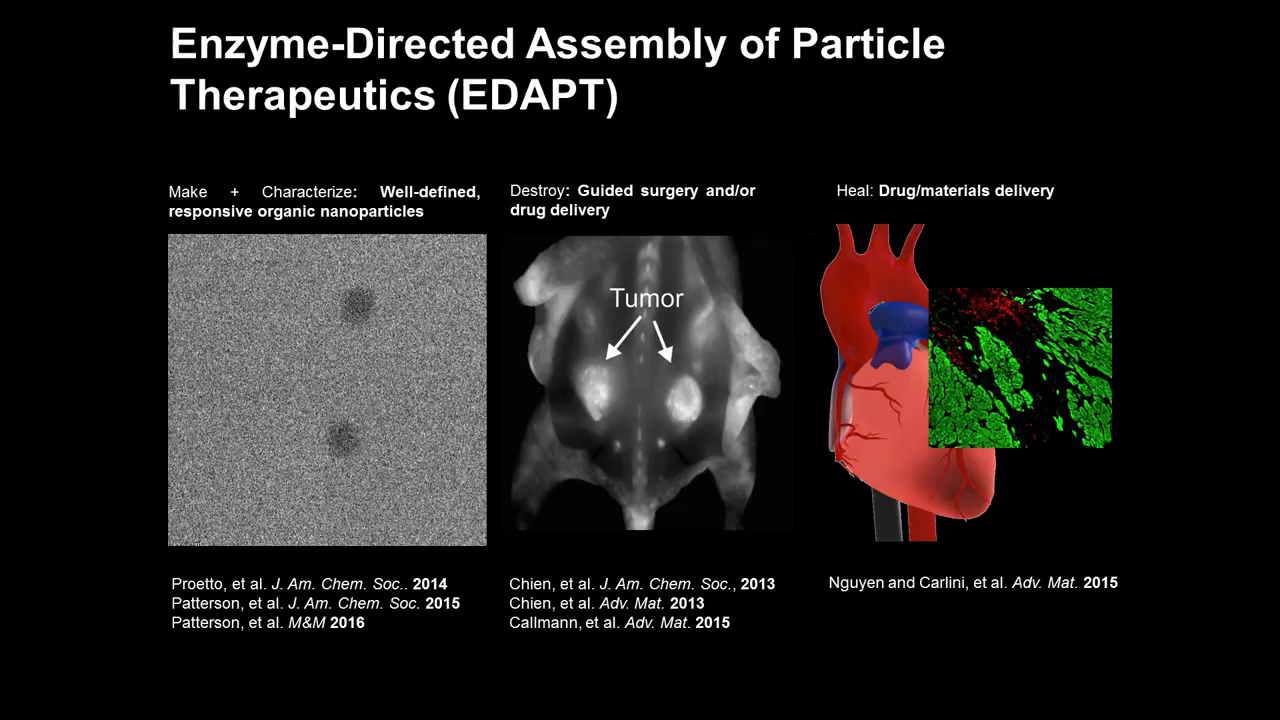 Enzyme-Directed Assembly of Particle
Therapeutics (EDAPT)
Make + Characterize: Well-defined,
responsive organic nanoparticles
Destroy: Guided surgery and/or
drug delivery
Heal: Drug/materials delivery
Tumor
Proetto, et al. J. Am. Chem. Soc.. 2014
Patterson, et al. J. Am. Chem. Soc. 2015
Patterson, et al. M&M 2016
Chien, et al. J. Am. Chem. Soc., 2013
Chien, et al. Adv. Mat. 2013
Callmann, et al. Adv. Mat. 2015
Nguyen and Carlini, et al. Adv. Mat. 2015